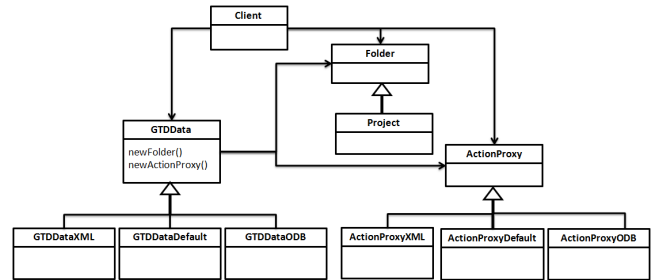 Client
Folder
Project
GTDData
newFolder()
newActionProxy()
ActionProxy
GTDDataXML
GTDDataDefault
GTDDataODB
ActionProxyXML
ActionProxyDefault
ActionProxyODB